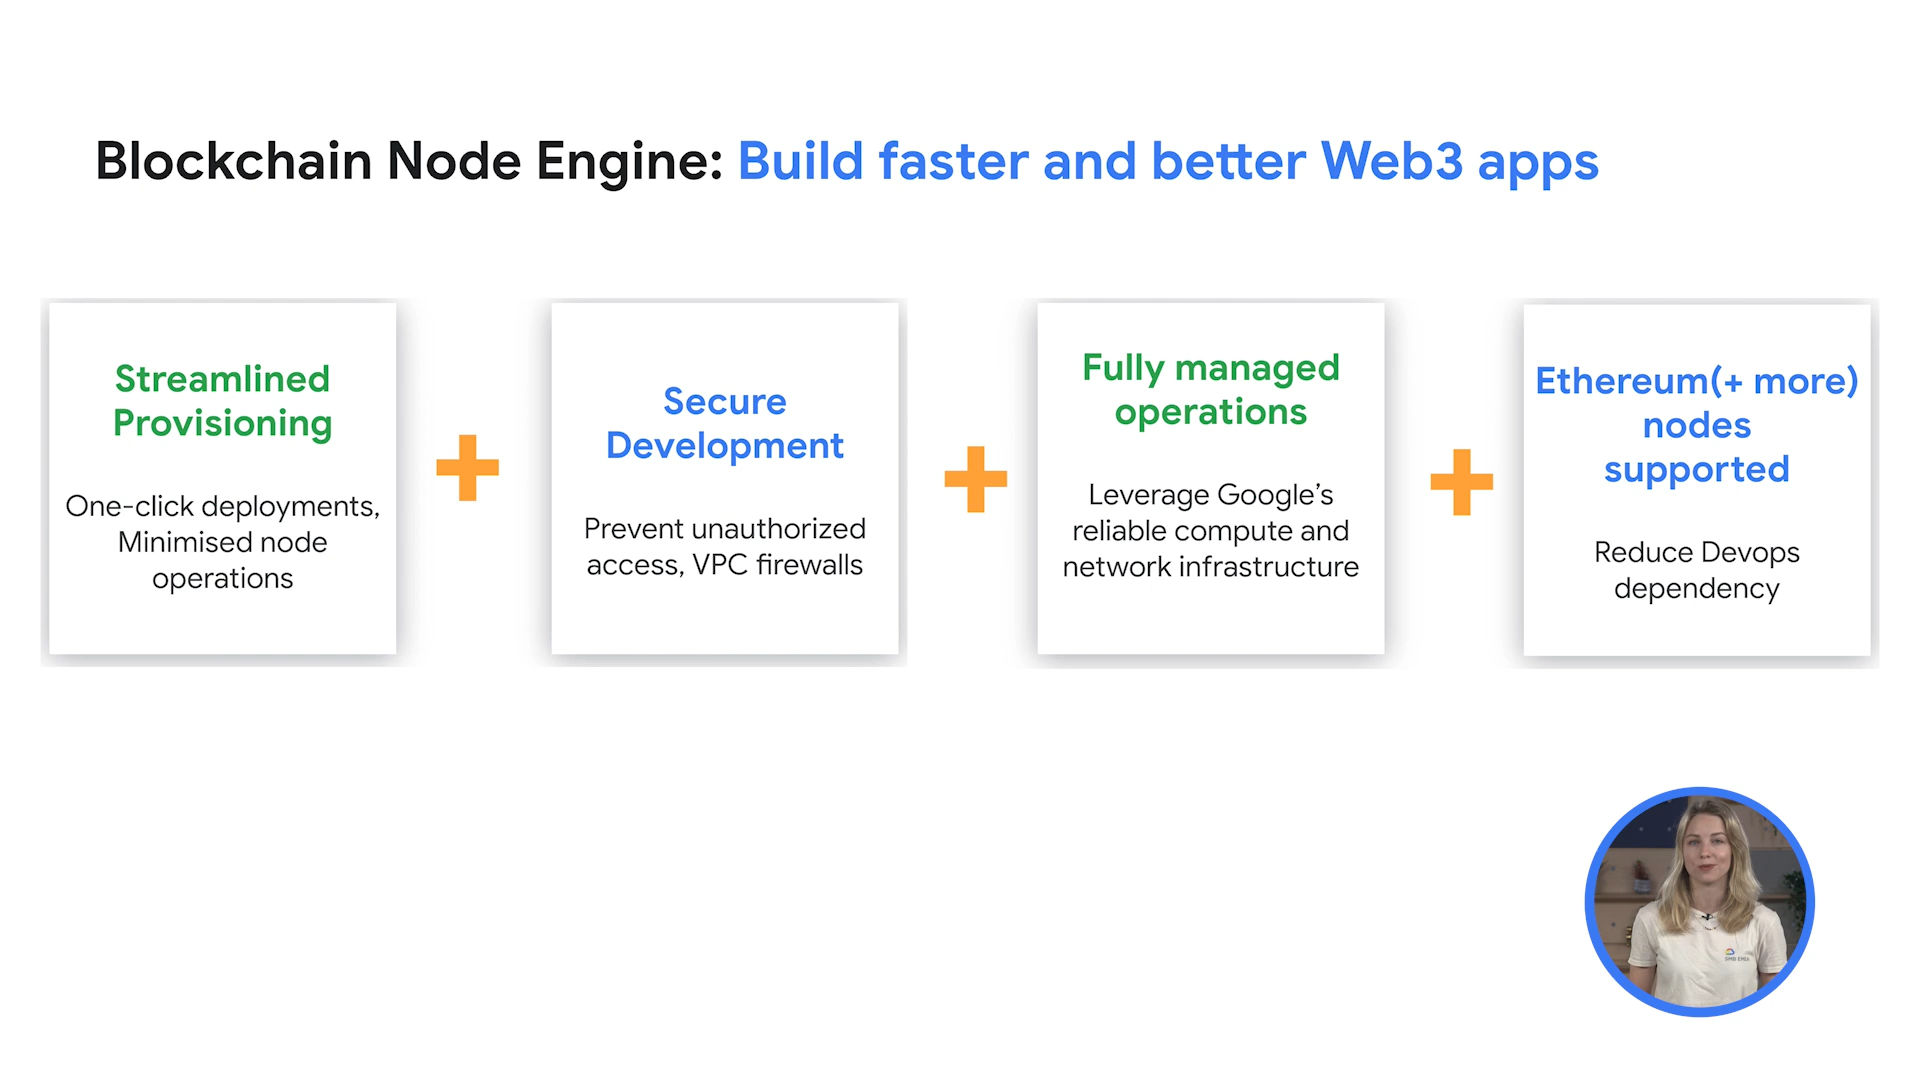 Blockchain Node Engine: Build faster and better Web3 apps
Streamlined
Provisioning
One-click deployments,
Minimised node
operations
Secure
Development
Prevent unauthorized
access, VPC firewalls
Fully managed
operations
Leverage Google's
reliable compute and
network infrastructure
Ethereum(+ more)
nodes
supported
Reduce Devops
dependency